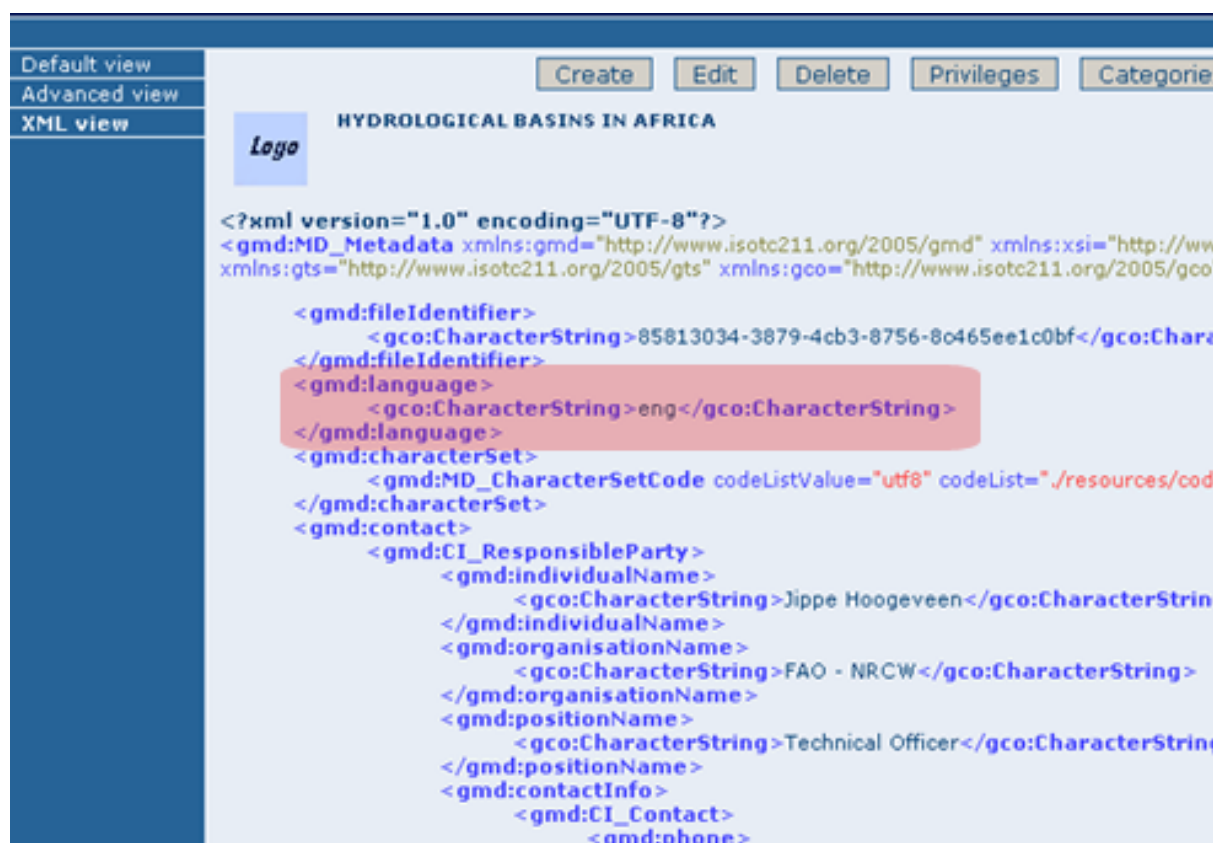 Default view
Advanced view
XML view
Create Edit Delete Privileges Categorie
Logo
HYDROLOGICAL BASINS IN AFRICA
<?xml version="1.0" encoding="UTF-8"?>
<gmd:MD_Metadata xmlns:gmd="http://www.isotc211.org/2005/gmd" xmlns:xsi="http://ww
xmlns:gts="http://www.isotc211.org/2005/gts" xmlns:gco="http://www.isotc211.org/2005/gco
<gmd:fileIdentifier>
<gco:CharacterString>85813034-3879-4cb3-8756-8c465ee1c0bf</gco:Chara
</gmd:fileIdentifier>
<gmd:language>
<gco:CharacterString>eng</gco:CharacterString>
</gmd:language>
<gmd:characterSet>
<gmd:MD_CharacterSetCode codeListValue="utf8" codeList="./resources/cod
</gmd:characterSet>
<gmd:contact>
<gmd:CI_ResponsibleParty>
<gmd:individualName>
<gco:CharacterString>Jippe Hoogeveen</gco:CharacterStrin
</gmd:individualName>
<gmd:organisationName>
<gco:CharacterString>FAO - NRCW</gco:CharacterString>
</gmd:organisationName>
<gmd:positionName>
<gco:CharacterString>Technical Officer</gco:CharacterString
</gmd:positionName>
<gmd:contactInfo>
<gmd:CI_Contact>
<gmd:phone>